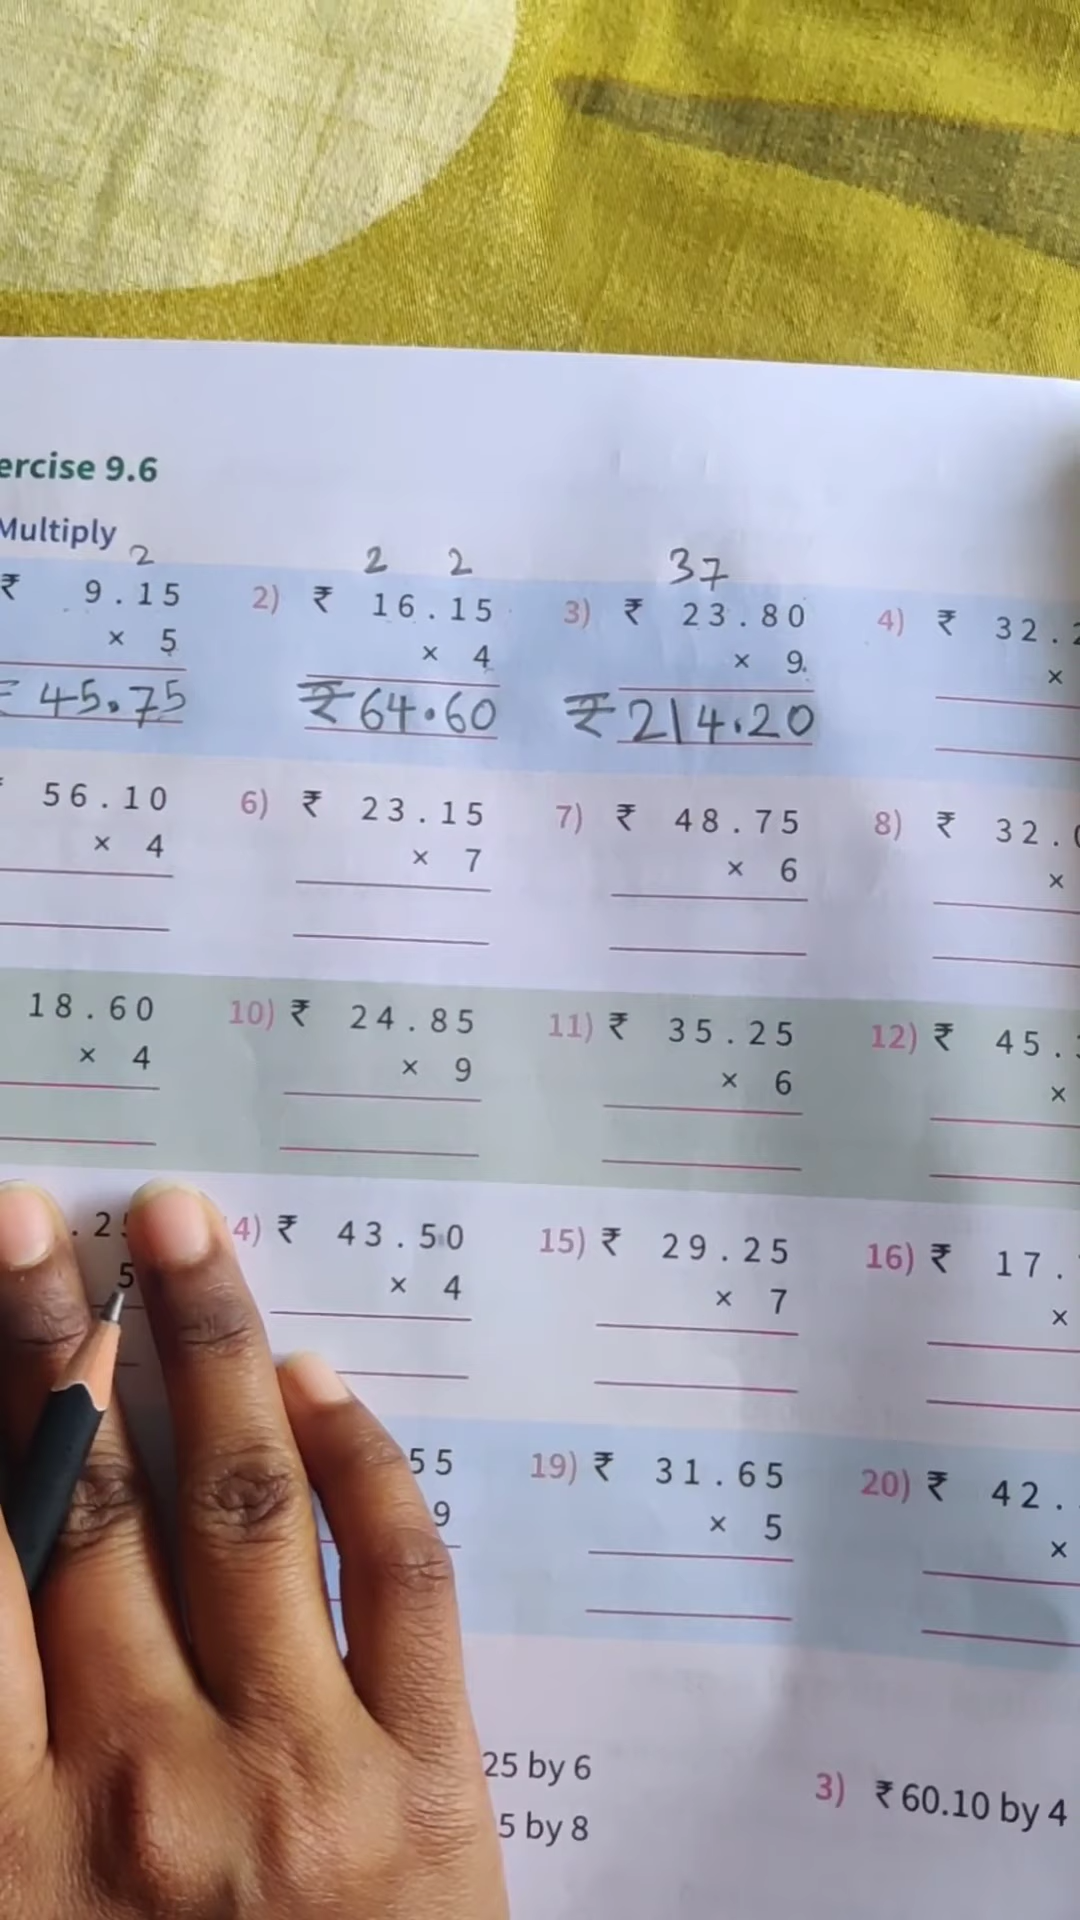 ercise 9.6
Multiply
2
₹ 9.15
× 5
₹ 45.75
2 2
2) ₹ 16.15
× 4
₹ 64.60
37
3) ₹ 23.80
× 9
₹ 214.20
4) ₹ 32.
×
56.10
× 4
6) ₹ 23.15
× 7
7) ₹ 48.75
× 6
8) ₹ 32.
×
18.60
× 4
10) ₹ 24.85
× 9
11) ₹ 35.25
× 6
12) ₹ 45.
×
.2
5
4) ₹ 43.50
× 4
15) ₹ 29.25
× 7
16) ₹ 17.
×
55
9
19) ₹ 31.65
× 5
20) ₹ 42.
×
25 by 6
3) ₹ 60.10 by 4
5 by 8